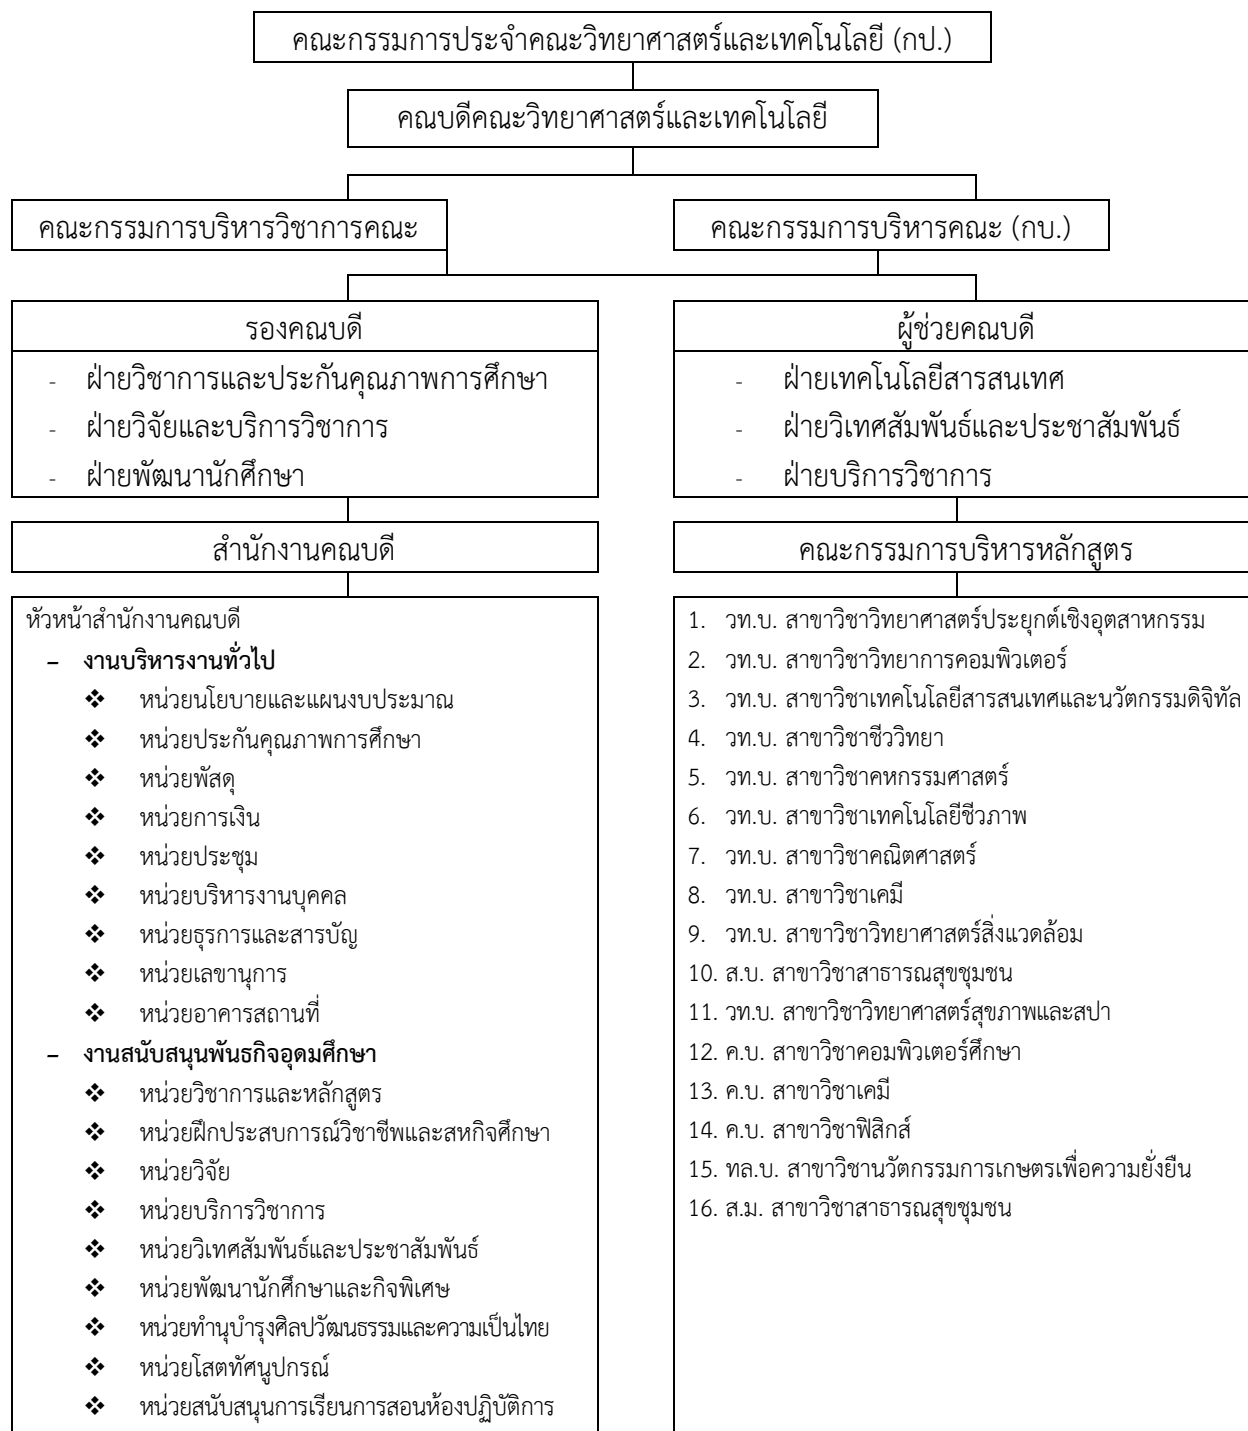 คณะกรรมการประจำคณะวิทยาศาสตร์และเทคโนโลยี (กป.)
คณบดีคณะวิทยาศาสตร์และเทคโนโลยี
คณะกรรมการบริหารวิชาการคณะ
คณะกรรมการบริหารคณะ (กบ.)
รองคณบดี
- ฝ่ายวิชาการและประกันคุณภาพการศึกษา
- ฝ่ายวิจัยและบริการวิชาการ
- ฝ่ายพัฒนานักศึกษา
ผู้ช่วยคณบดี
- ฝ่ายเทคโนโลยีสารสนเทศ
- ฝ่ายวิเทศสัมพันธ์และประชาสัมพันธ์
- ฝ่ายบริการวิชาการ
สำนักงานคณบดี
หัวหน้าสำนักงานคณบดี
– งานบริหารงานทั่วไป
❖ หน่วยนโยบายและแผนงบประมาณ
❖ หน่วยประกันคุณภาพการศึกษา
❖ หน่วยพัสดุ
❖ หน่วยการเงิน
❖ หน่วยประชุม
❖ หน่วยบริหารงานบุคคล
❖ หน่วยธุรการและสารบัญ
❖ หน่วยเลขานุการ
❖ หน่วยอาคารสถานที่
– งานสนับสนุนพันธกิจอุดมศึกษา
❖ หน่วยวิชาการและหลักสูตร
❖ หน่วยฝึกประสบการณ์วิชาชีพและสหกิจศึกษา
❖ หน่วยวิจัย
❖ หน่วยบริการวิชาการ
❖ หน่วยวิเทศสัมพันธ์และประชาสัมพันธ์
❖ หน่วยพัฒนานักศึกษาและกิจพิเศษ
❖ หน่วยทำนุบำรุงศิลปวัฒนธรรมและความเป็นไทย
❖ หน่วยโสตทัศนูปกรณ์
❖ หน่วยสนับสนุนการเรียนการสอนห้องปฏิบัติการ
คณะกรรมการบริหารหลักสูตร
1. วท.บ. สาขาวิชาวิทยาศาสตร์ประยุกต์เชิงอุตสาหกรรม
2. วท.บ. สาขาวิชาวิทยาการคอมพิวเตอร์
3. วท.บ. สาขาวิชาเทคโนโลยีสารสนเทศและนวัตกรรมดิจิทัล
4. วท.บ. สาขาวิชาชีววิทยา
5. วท.บ. สาขาวิชาคหกรรมศาสตร์
6. วท.บ. สาขาวิชาเทคโนโลยีชีวภาพ
7. วท.บ. สาขาวิชาคณิตศาสตร์
8. วท.บ. สาขาวิชาเคมี
9. วท.บ. สาขาวิชาวิทยาศาสตร์สิ่งแวดล้อม
10. ส.บ. สาขาวิชาสาธารณสุขชุมชน
11. วท.บ. สาขาวิชาวิทยาศาสตร์สุขภาพและสปา
12. ค.บ. สาขาวิชาคอมพิวเตอร์ศึกษา
13. ค.บ. สาขาวิชาเคมี
14. ค.บ. สาขาวิชาฟิสิกส์
15. ทล.บ. สาขาวิชานวัตกรรมการเกษตรเพื่อความยั่งยืน
16. ส.ม. สาขาวิชาสาธารณสุขชุมชน